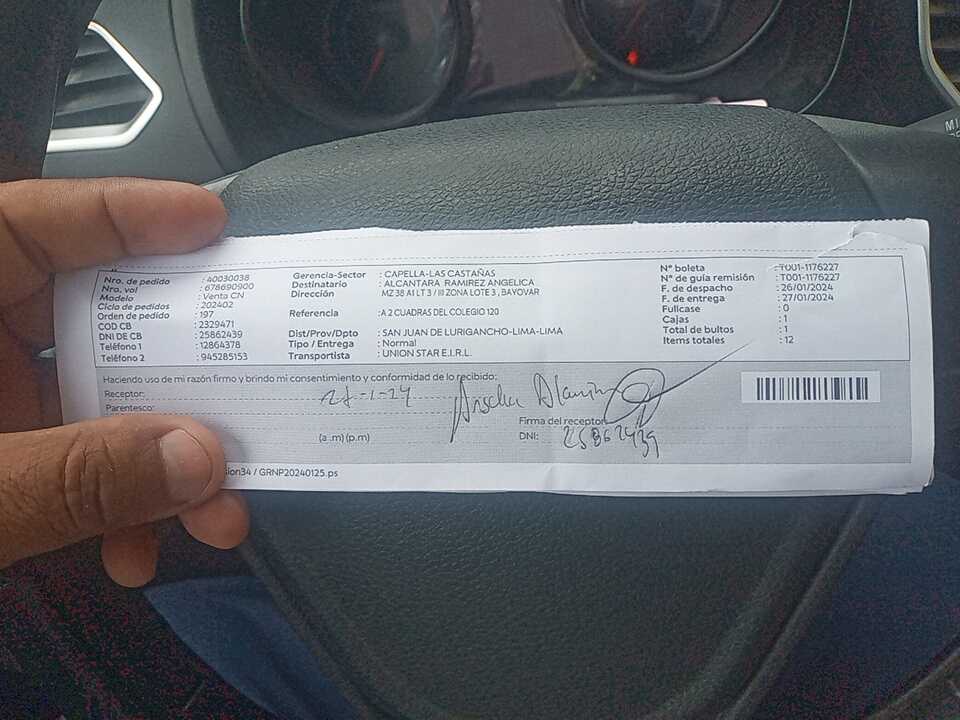 Nro. de pedido : 40030038
Nro. vol : 678690900
Modelo : Venta CN
Ciclo de pedidos : 202402
Orden de pedido : 197
COD CB : 2329471
DNI DE CB : 25862439
Teléfono 1 : 12864378
Teléfono 2 : 945285153
Gerencia-Sector : CAPELLA-LAS CASTAÑAS
Destinatario : ALCANTARA RAMIREZ ANGELICA
Dirección MZ 38 A1 LT 3 / III ZONA LOTE 3 , BAYOVAR
Referencia :A 2 CUADRAS DEL COLEGIO 120
Dist/Prov/Dpto : SAN JUAN DE LURIGANCHO-LIMA-LIMA
Tipo / Entrega : Normal
Transportista : UNION STAR E.I.R.L.
N° boleta : T001-1176227
N° de guía remisión : T001-1176227
F. de despacho : 26/01/2024
F. de entrega : 27/01/2024
Fullcase : 0
Cajas : 1
Total de bultos : 1
Items totales : 12
Haciendo uso de mi razón firmo y brindo mi consentimiento y conformidad de lo recibido:
Receptor:
Parentesco:
(a .m) (p.m)
Firma del receptor
DNI: 25862439
sion34 / GRNP20240125.ps
MI